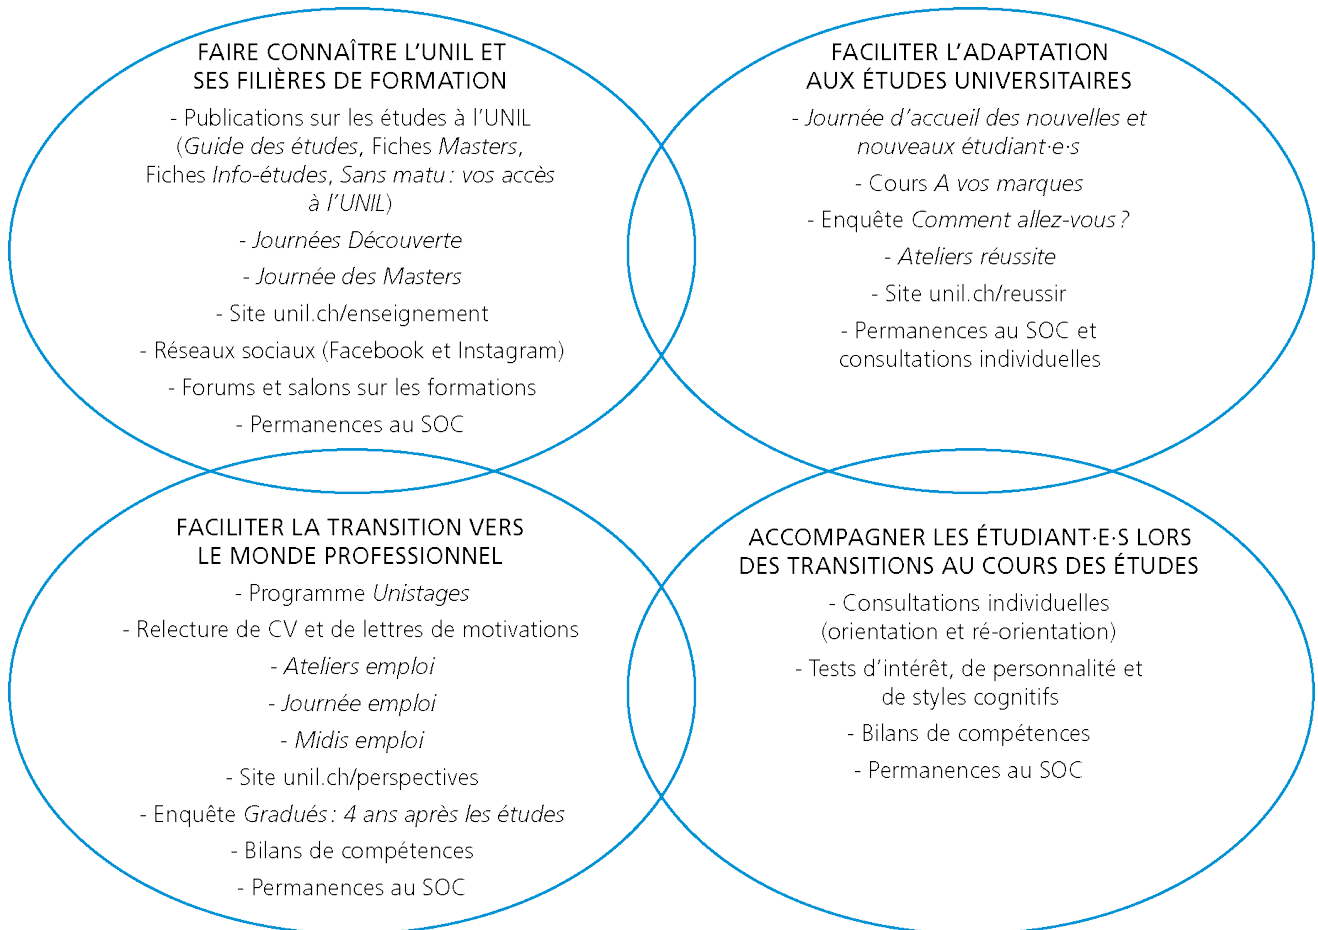 FAIRE CONNAÎTRE L’UNIL ET
SES FILIÈRES DE FORMATION
- Publications sur les études à l’UNIL
(Guide des études, Fiches Masters,
Fiches Info-études, Sans matu : vos accès
à l’UNIL)
- Journées Découverte
- Journée des Masters
- Site unil.ch/enseignement
- Réseaux sociaux (Facebook et Instagram)
- Forums et salons sur les formations
- Permanences au SOC
FACILITER L’ADAPTATION
AUX ÉTUDES UNIVERSITAIRES
- Journée d’accueil des nouvelles et
nouveaux étudiant·e·s
- Cours A vos marques
- Enquête Comment allez-vous ?
- Ateliers réussite
- Site unil.ch/reussir
- Permanences au SOC et
consultations individuelles
FACILITER LA TRANSITION VERS
LE MONDE PROFESSIONNEL
- Programme Unistages
- Relecture de CV et de lettres de motivations
- Ateliers emploi
- Journée emploi
- Midis emploi
- Site unil.ch/perspectives
- Enquête Gradués : 4 ans après les études
- Bilans de compétences
- Permanences au SOC
ACCOMPAGNER LES ÉTUDIANT·E·S LORS
DES TRANSITIONS AU COURS DES ÉTUDES
- Consultations individuelles
(orientation et ré-orientation)
- Tests d’intérêt, de personnalité et
de styles cognitifs
- Bilans de compétences
- Permanences au SOC